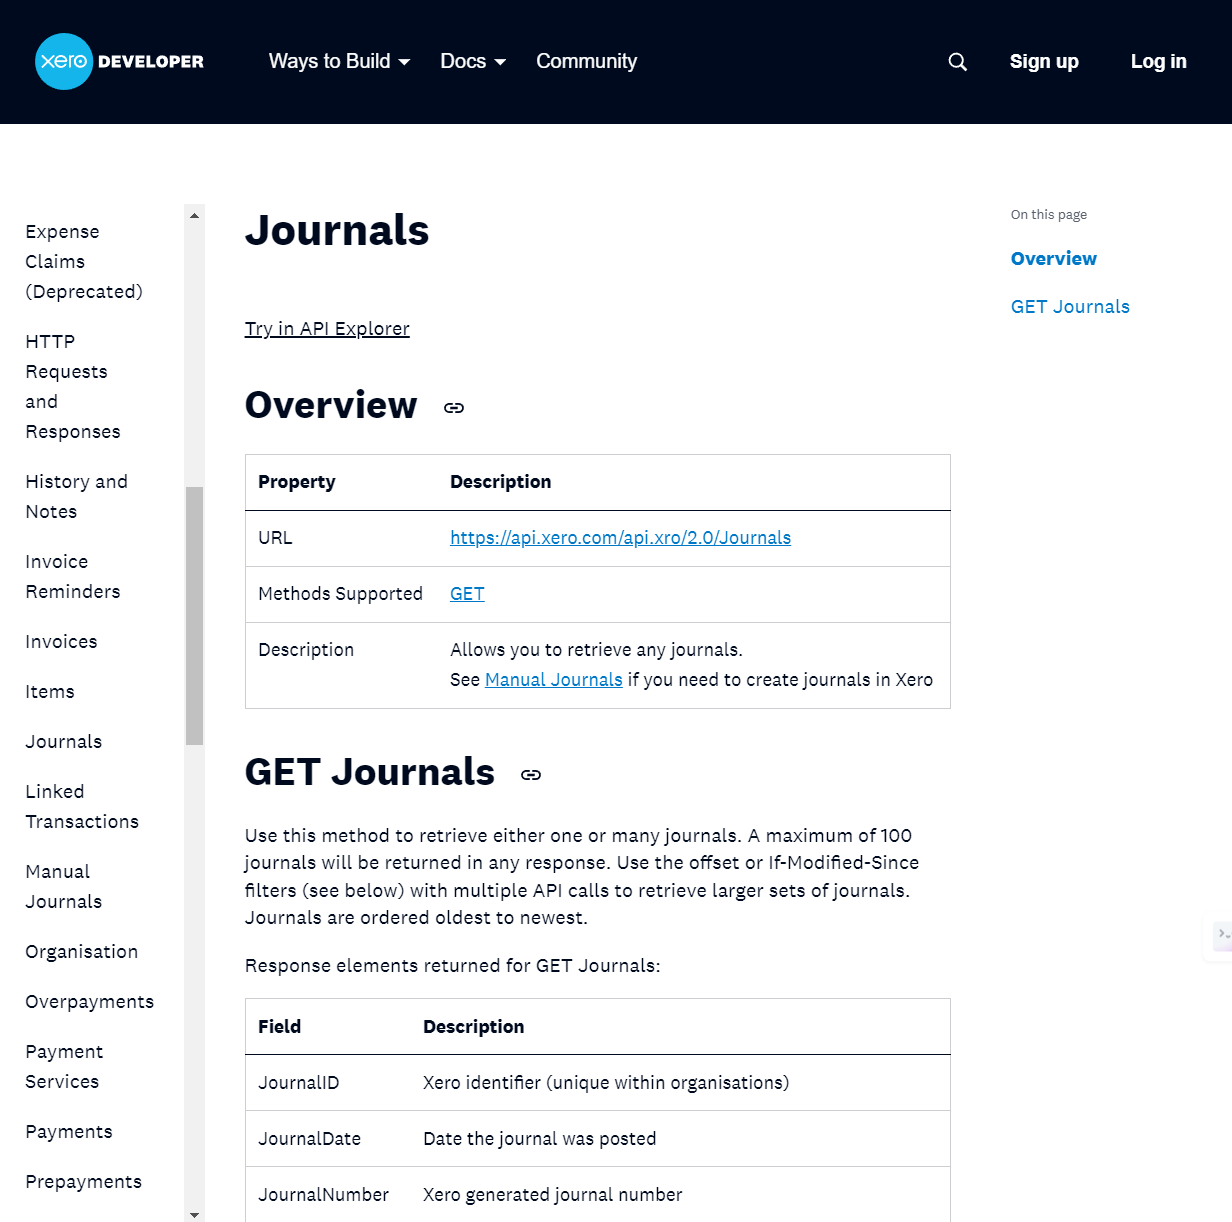 xero DEVELOPER
Ways to Build
Docs
Community
Sign up
Log in
Expense
Claims
(Deprecated)
HTTP
Requests
and
Responses
History and
Notes
Invoice
Reminders
Invoices
Items
Journals
Linked
Transactions
Manual
Journals
Organisation
Overpayments
Payment
Services
Payments
Prepayments
Journals
Try in API Explorer
Overview
Property Description
URL https://api.xero.com/api.xro/2.0/Journals
Methods Supported GET
Description Allows you to retrieve any journals.
See Manual Journals if you need to create journals in Xero
GET Journals
Use this method to retrieve either one or many journals. A maximum of 100
journals will be returned in any response. Use the offset or If-Modified-Since
filters (see below) with multiple API calls to retrieve larger sets of journals.
Journals are ordered oldest to newest.
Response elements returned for GET Journals:
Field Description
JournalID Xero identifier (unique within organisations)
JournalDate Date the journal was posted
JournalNumber Xero generated journal number
On this page
Overview
GET Journals